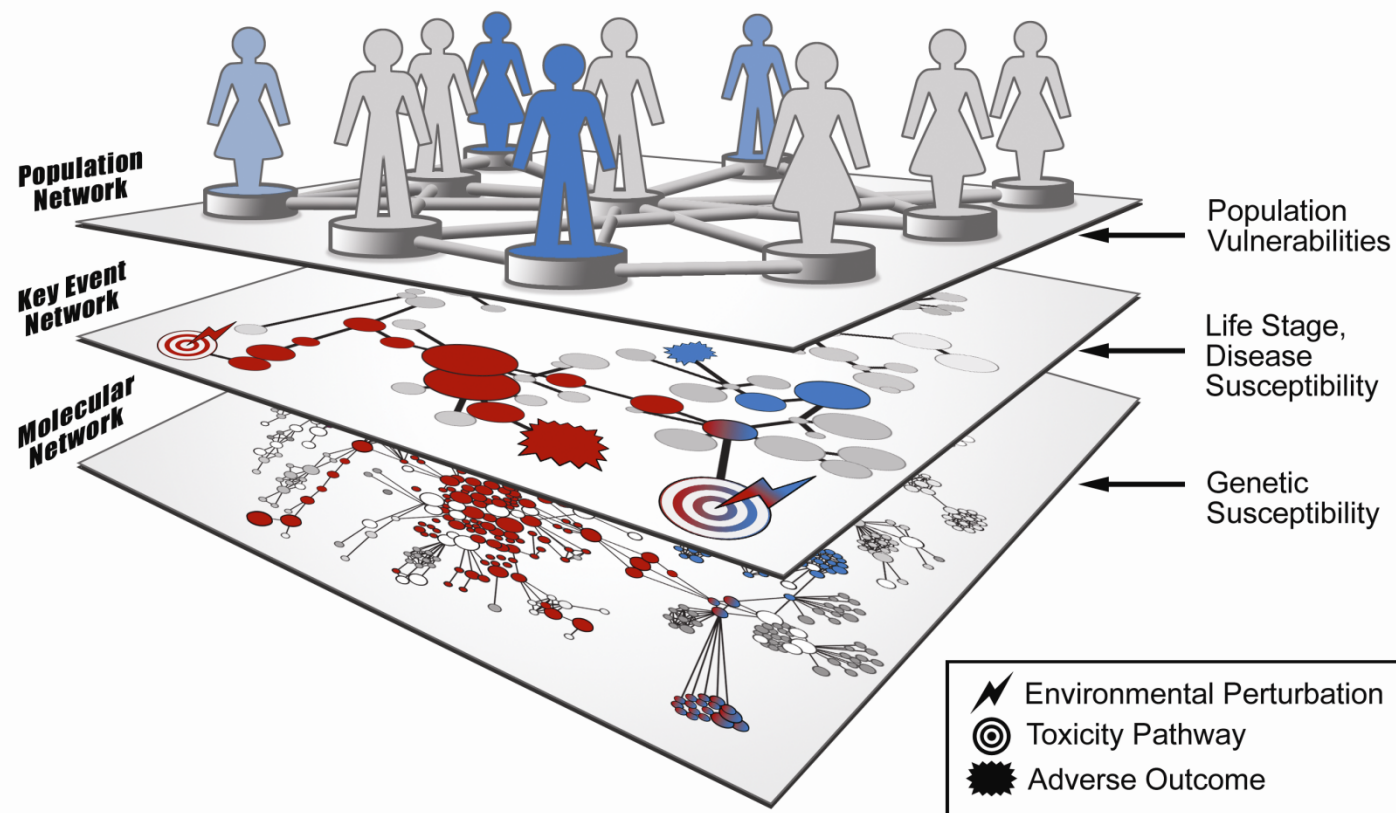 Population
Network
Population
Vulnerabilities
Key Event
Network
Life Stage,
Disease
Susceptibility
Molecular
Network
Genetic
Susceptibility
Environmental Perturbation
Toxicity Pathway
Adverse Outcome